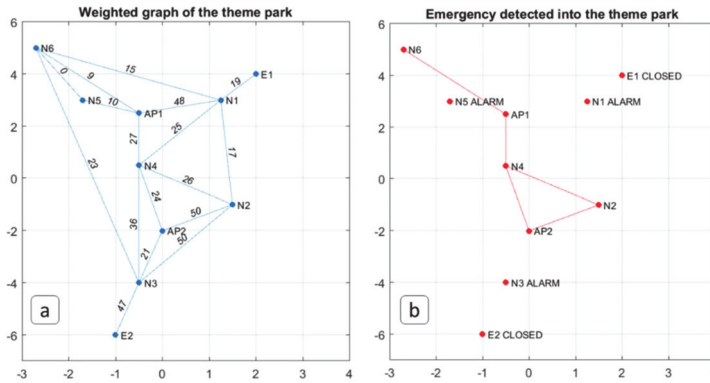 Weighted graph of the theme park
6
4
2
0
-2
-4
-6
-3
-2
-1
0
1
2
3
4
N6
E1
N5
N1
AP1
N4
N2
AP2
N3
E2
15
9
0
10
48
19
27
25
17
23
26
24
36
50
50
21
47
a
Emergency detected into the theme park
6
4
2
0
-2
-4
-6
-3
-2
-1
0
1
2
3
N6
E1 CLOSED
N5 ALARM
N1 ALARM
AP1
N4
N2
AP2
N3 ALARM
E2 CLOSED
b